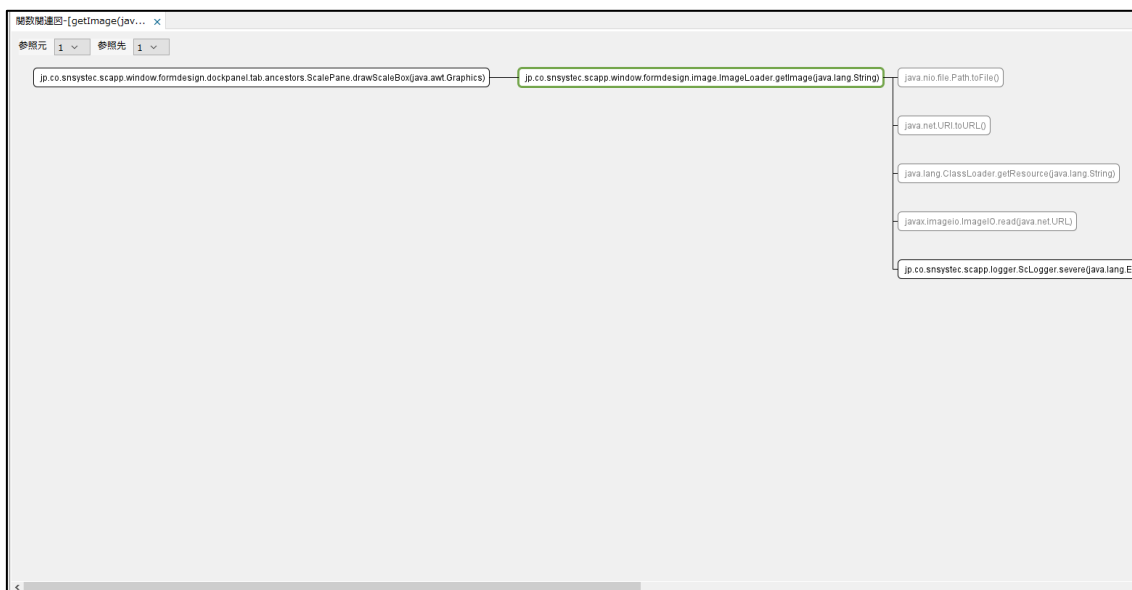 関数関連図-[getImage(jav... ×
参照元 1 参照先 1
jp.co.snsystec.scapp.window.formdesign.dockpanel.tab.ancestors.ScalePane.drawScaleBox(java.awt.Graphics)
jp.co.snsystec.scapp.window.formdesign.image.ImageLoader.getImage(java.lang.String)
java.nio.file.Path.toFile()
java.net.URI.toURL()
java.lang.ClassLoader.getResource(java.lang.String)
javax.imageio.ImageIO.read(java.net.URL)
jp.co.snsystec.scapp.logger.ScLogger.severe(java.lang.E